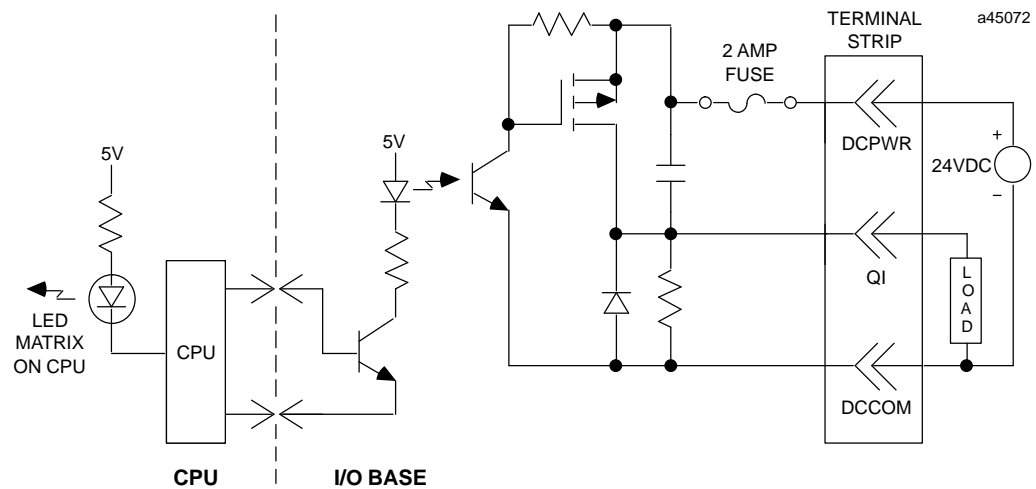 TERMINAL
STRIP
a45072
2 AMP
FUSE
DCPWR
+
24VDC
–
5V
5V
QI
LOAD
LED
MATRIX
ON CPU
CPU
DCCOM
CPU
I/O BASE